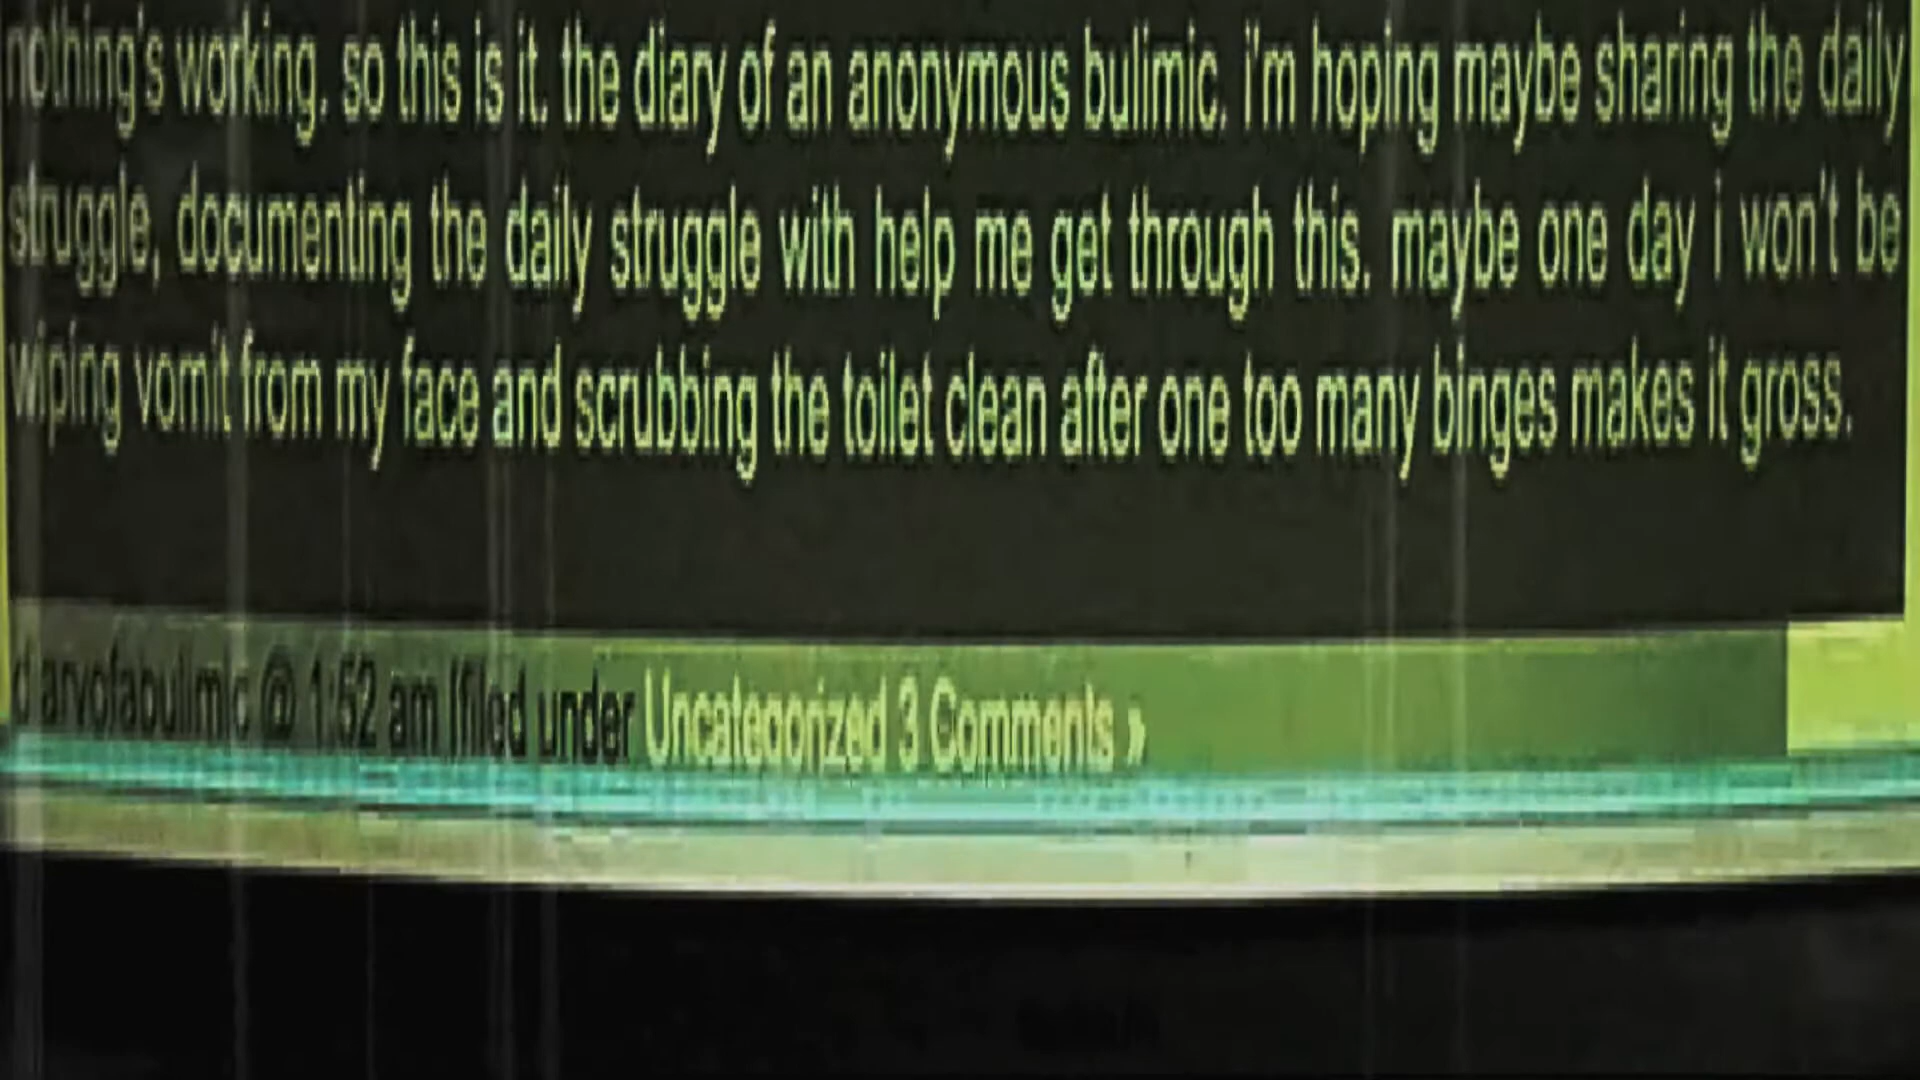 nothing's working. so this is it. the diary of an anonymous bulimic. i'm hoping maybe sharing the daily
struggle, documenting the daily struggle with help me get through this. maybe one day i won't be
wiping vomit from my face and scrubbing the toilet clean after one too many binges makes it gross.
diaryofabulimic @ 1:52 am |filed under Uncategorized 3 Comments »